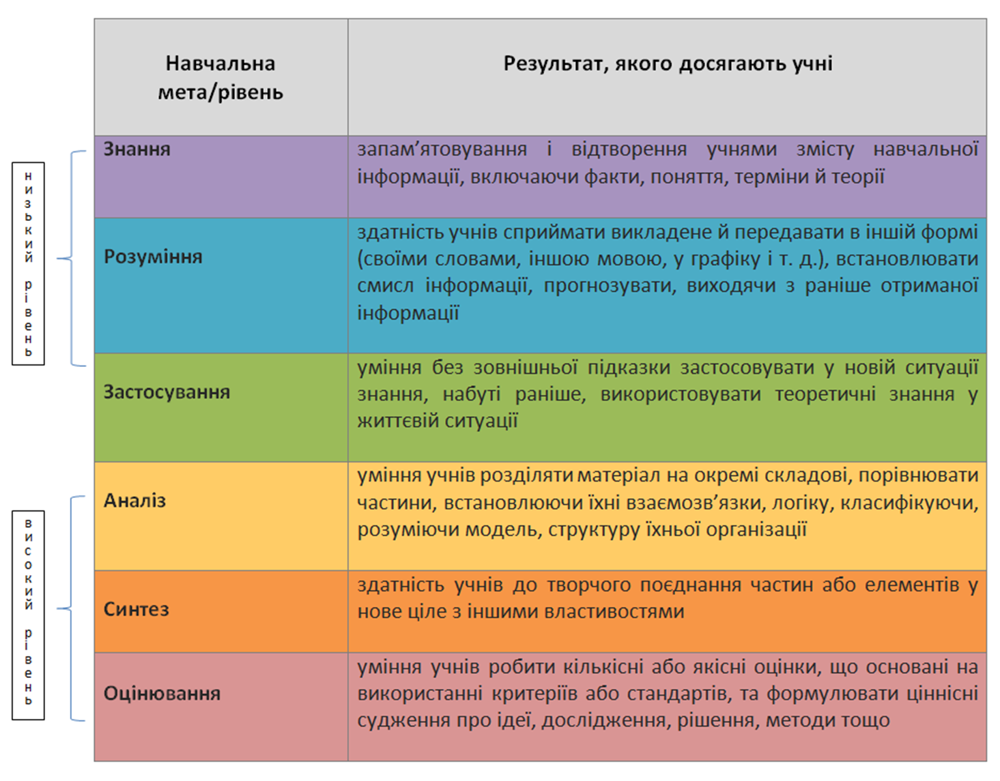 Навчальна
мета/рівень
Результат, якого досягають учні
низький рівень
Знання
запам’ятовування і відтворення учнями змісту навчальної
інформації, включаючи факти, поняття, терміни й теорії
Розуміння
здатність учнів сприймати викладене й передавати в іншій формі
(своїми словами, іншою мовою, у графіку і т. д.), встановлювати
смисл інформації, прогнозувати, виходячи з раніше отриманої
інформації
Застосування
уміння без зовнішньої підказки застосовувати у новій ситуації
знання, набуті раніше, використовувати теоретичні знання у
життєвій ситуації
високий рівень
Аналіз
уміння учнів розділяти матеріал на окремі складові, порівнювати
частини, встановлюючи їхні взаємозв’язки, логіку, класифікуючи,
розуміючи модель, структуру їхньої організації
Синтез
здатність учнів до творчого поєднання частин або елементів у
нове ціле з іншими властивостями
Оцінювання
уміння учнів робити кількісні або якісні оцінки, що основані на
використанні критеріїв або стандартів, та формулювати ціннісні
судження про ідеї, дослідження, рішення, методи тощо